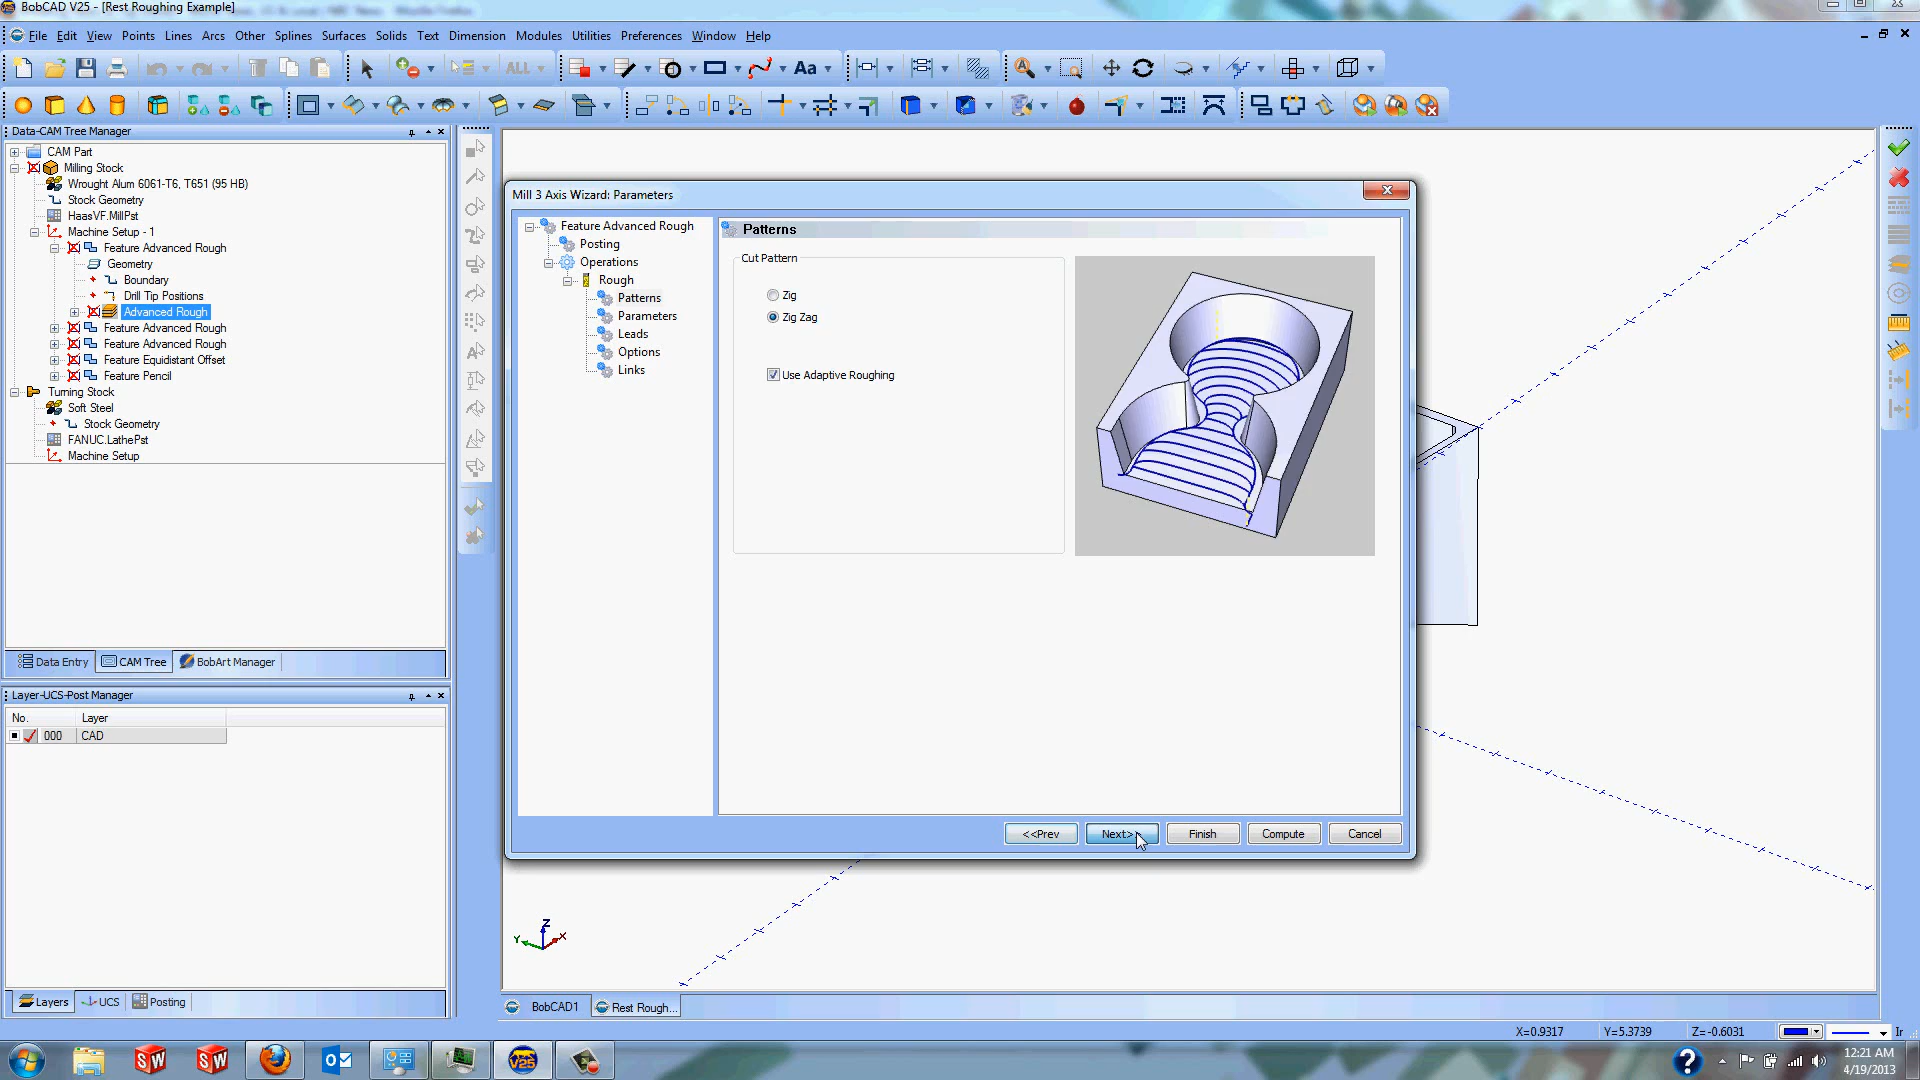 BobCAD V25 - [Rest Roughing Example]
File Edit View Points Lines Arcs Other Splines Surfaces Solids Text Dimension Modules Utilities Preferences Window Help
ALL
Aa
Data-CAM Tree Manager
CAM Part
Milling Stock
Wrought Alum 6061-T6, T651 (95 HB)
Stock Geometry
HaasVF.MillPst
Machine Setup - 1
Feature Advanced Rough
Geometry
Boundary
Drill Tip Positions
Advanced Rough
Feature Advanced Rough
Feature Advanced Rough
Feature Equidistant Offset
Feature Pencil
Turning Stock
Soft Steel
Stock Geometry
FANUC.LathePst
Machine Setup
Data Entry CAM Tree BobArt Manager
Layer-UCS-Post Manager
No. Layer
000 CAD
Layers UCS Posting
Mill 3 Axis Wizard: Parameters
Feature Advanced Rough
Posting
Operations
Rough
Patterns
Parameters
Leads
Options
Links
Patterns
Cut Pattern
Zig
Zig Zag
Use Adaptive Roughing
<<Prev Next> Finish Compute Cancel
Z
Y X
BobCAD1 Rest Rough...
X=0.9317 Y=5.3739 Z=-0.6031 Ir
SW SW V25
12:21 AM
4/19/2013